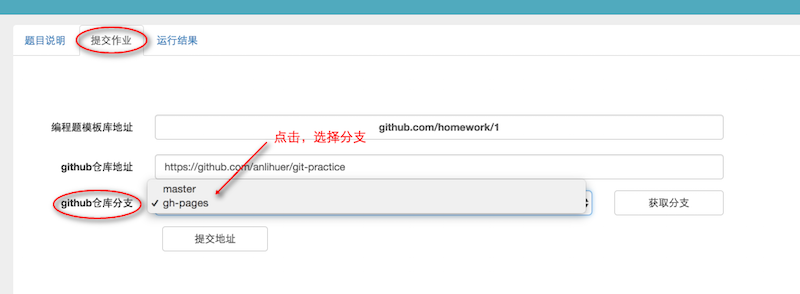 题目说明 提交作业 运行结果
编程题模板库地址 github.com/homework/1
点击，选择分支
github仓库地址 https://github.com/anlihuer/git-practice
master
github仓库分支 ✓ gh-pages 获取分支
提交地址